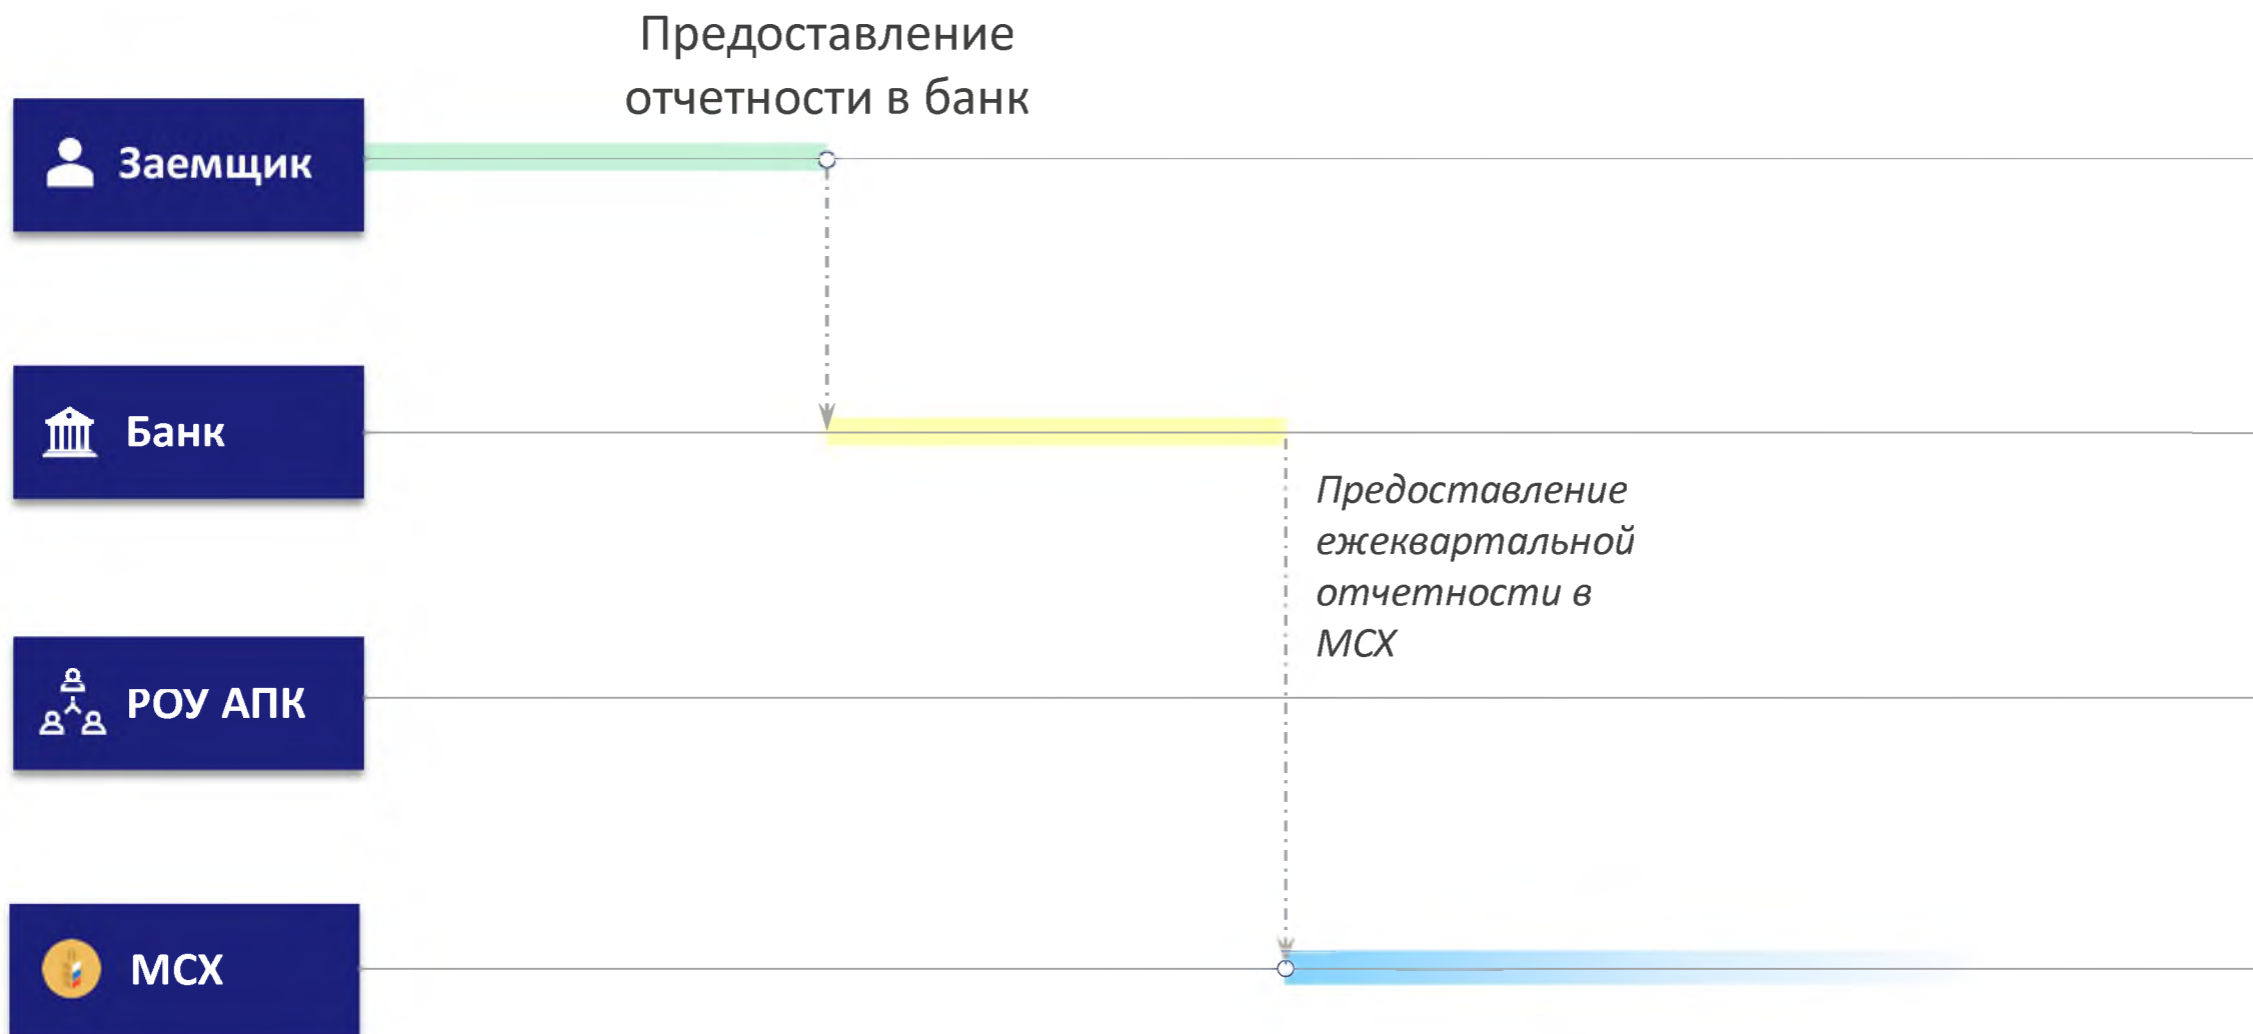 Предоставление
отчетности в банк
Заемщик
Банк
Предоставление
ежеквартальной
отчетности в
МСХ
РОУ АПК
МСХ